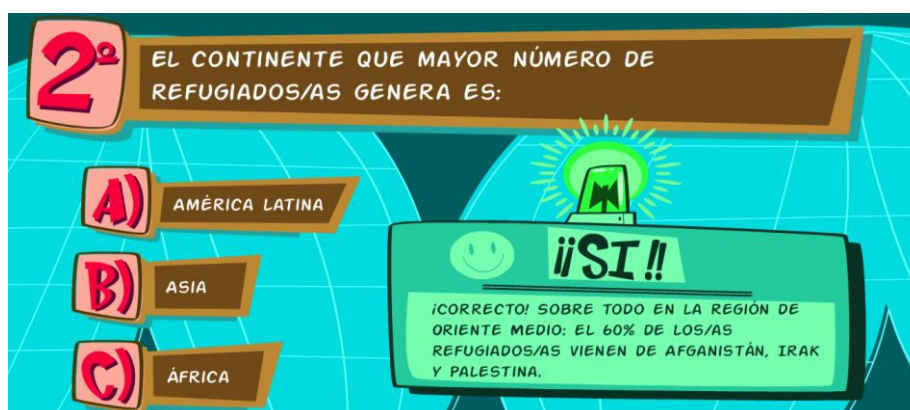 2º
EL CONTINENTE QUE MAYOR NÚMERO DE
REFUGIADOS/AS GENERA ES:
A) AMÉRICA LATINA
B) ASIA
C) ÁFRICA
¡¡SI!!
¡CORRECTO! SOBRE TODO EN LA REGIÓN DE
ORIENTE MEDIO: EL 60% DE LOS/AS
REFUGIADOS/AS VIENEN DE AFGANISTÁN, IRAK
Y PALESTINA.